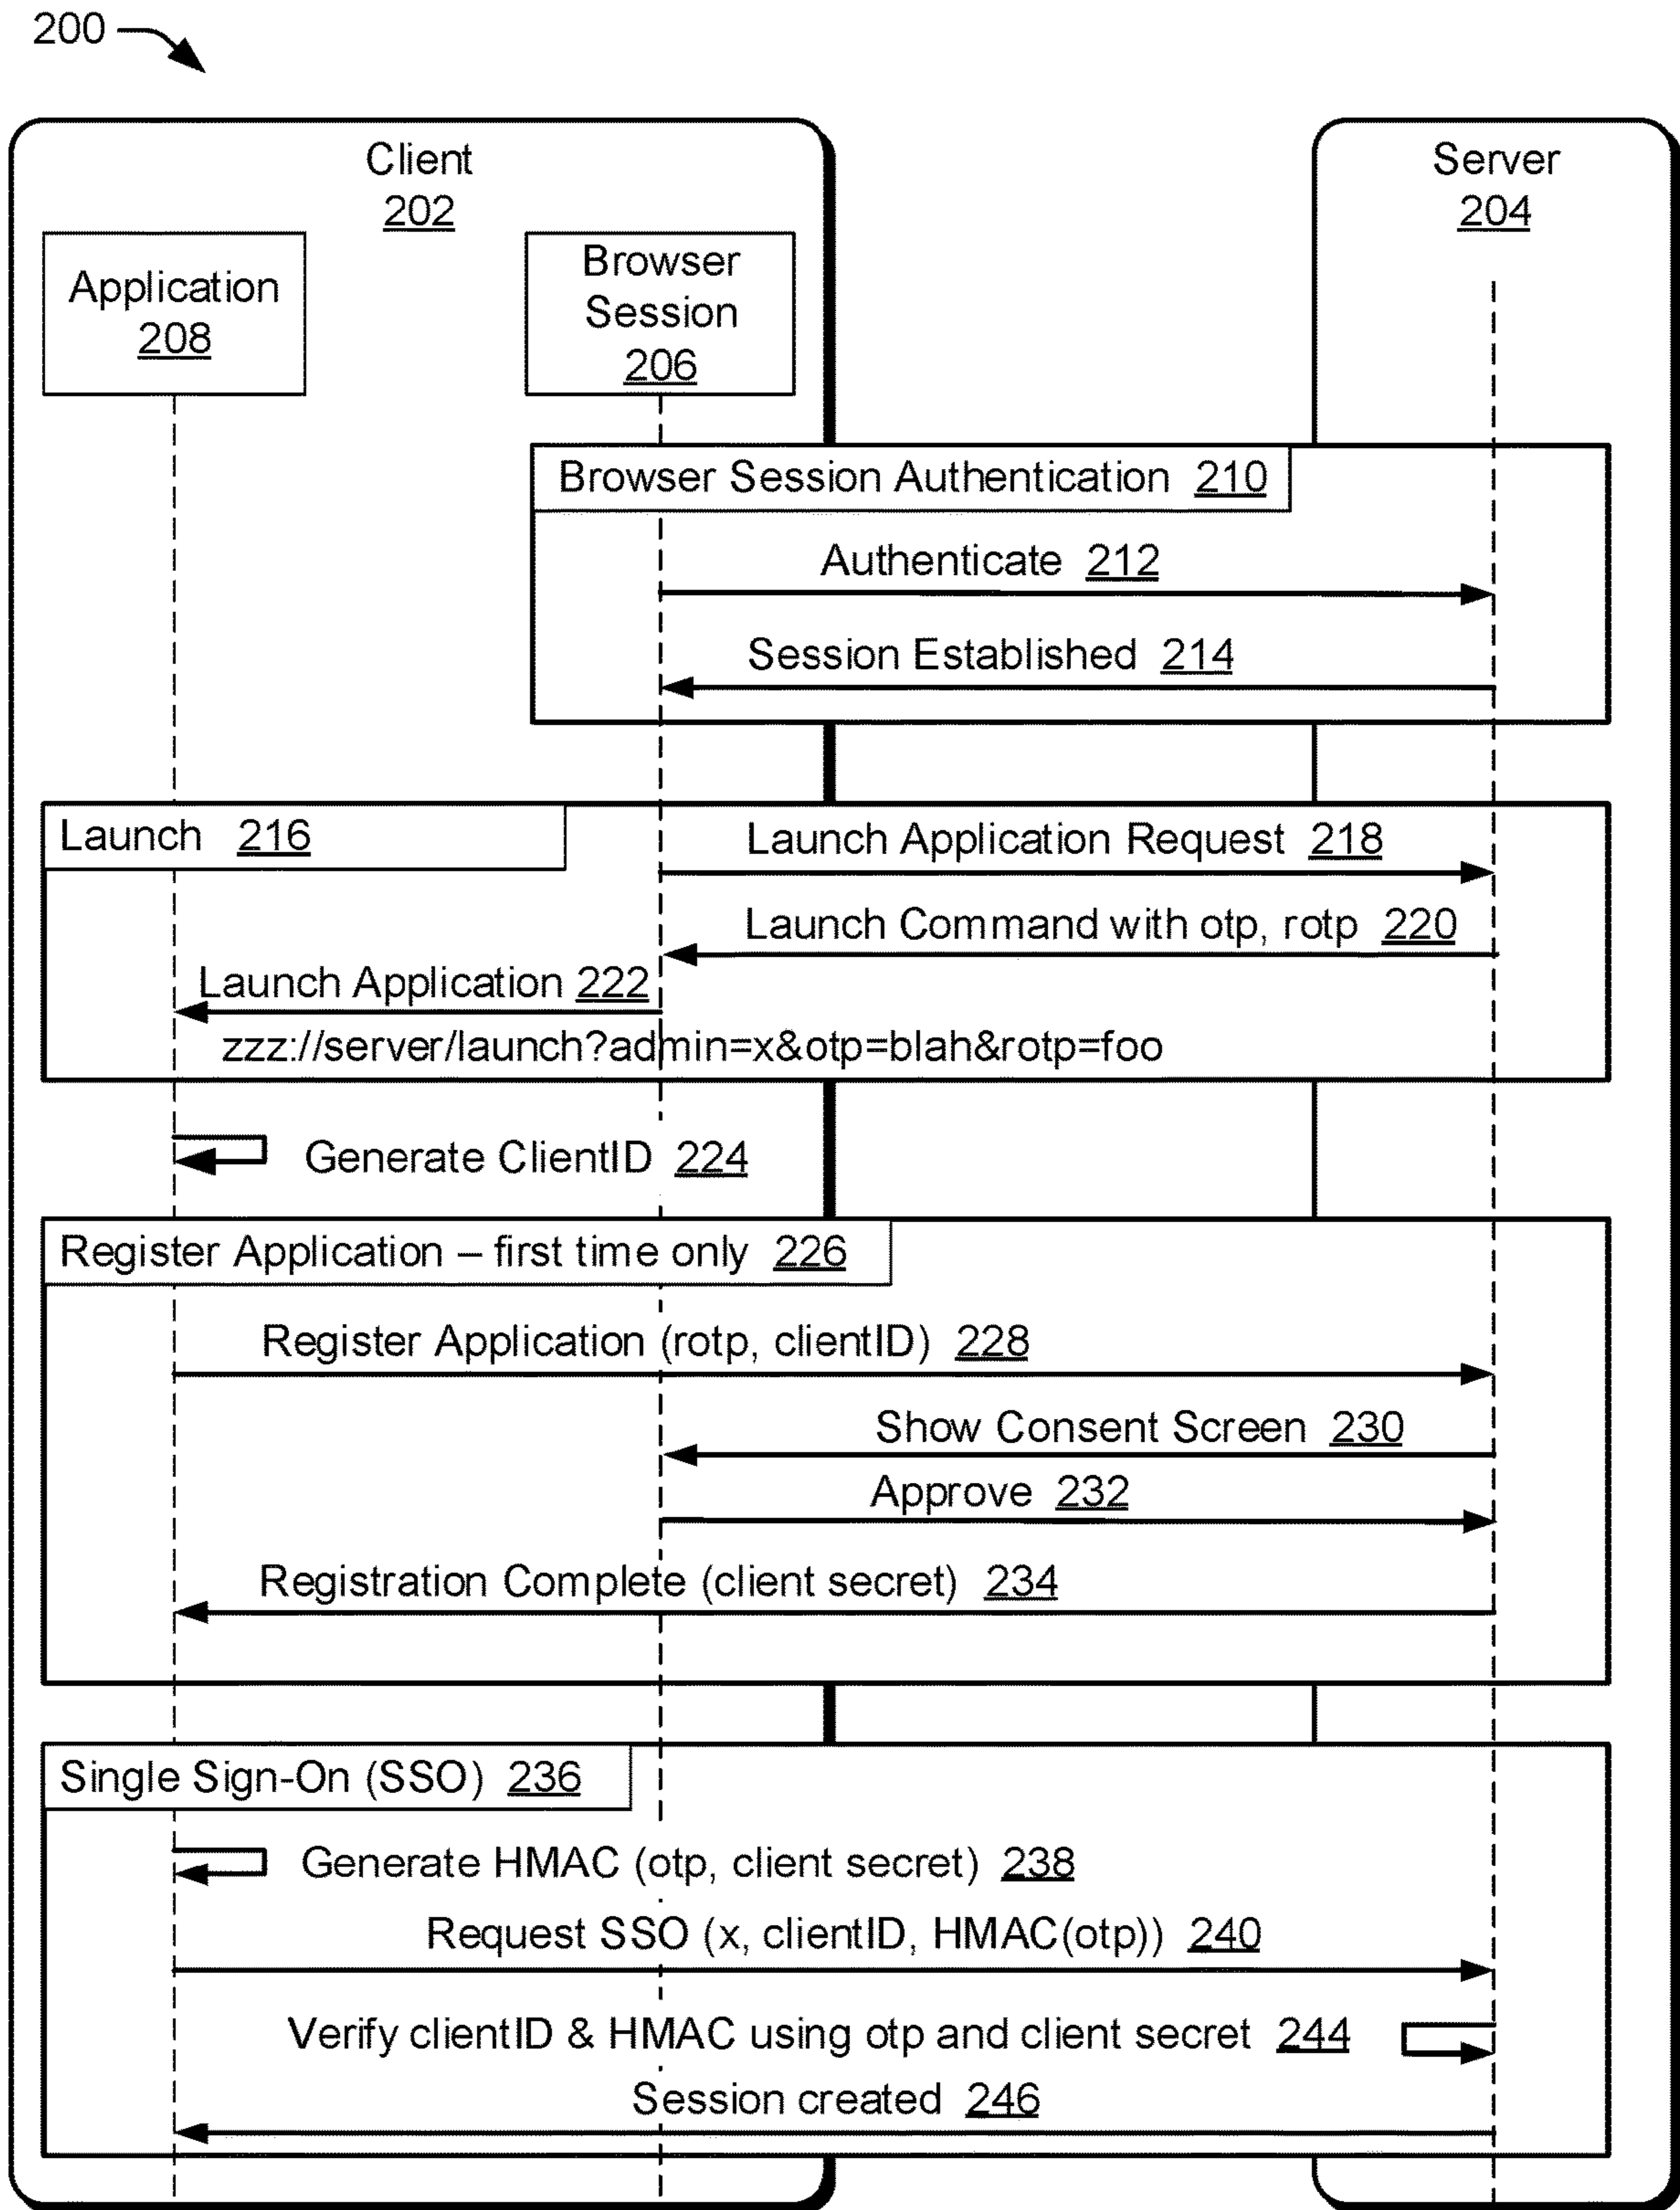 200
Client
202
Server
204
Application
208
Browser
Session
206
Browser Session Authentication 210
Authenticate 212
Session Established 214
Launch 216
Launch Application Request 218
Launch Command with otp, rotp 220
Launch Application 222
zzz://server/launch?admin=x&otp=blah&rotp=foo
Generate ClientID 224
Register Application – first time only 226
Register Application (rotp, clientID) 228
Show Consent Screen 230
Approve 232
Registration Complete (client secret) 234
Single Sign-On (SSO) 236
Generate HMAC (otp, client secret) 238
Request SSO (x, clientID, HMAC(otp)) 240
Verify clientID & HMAC using otp and client secret 244
Session created 246